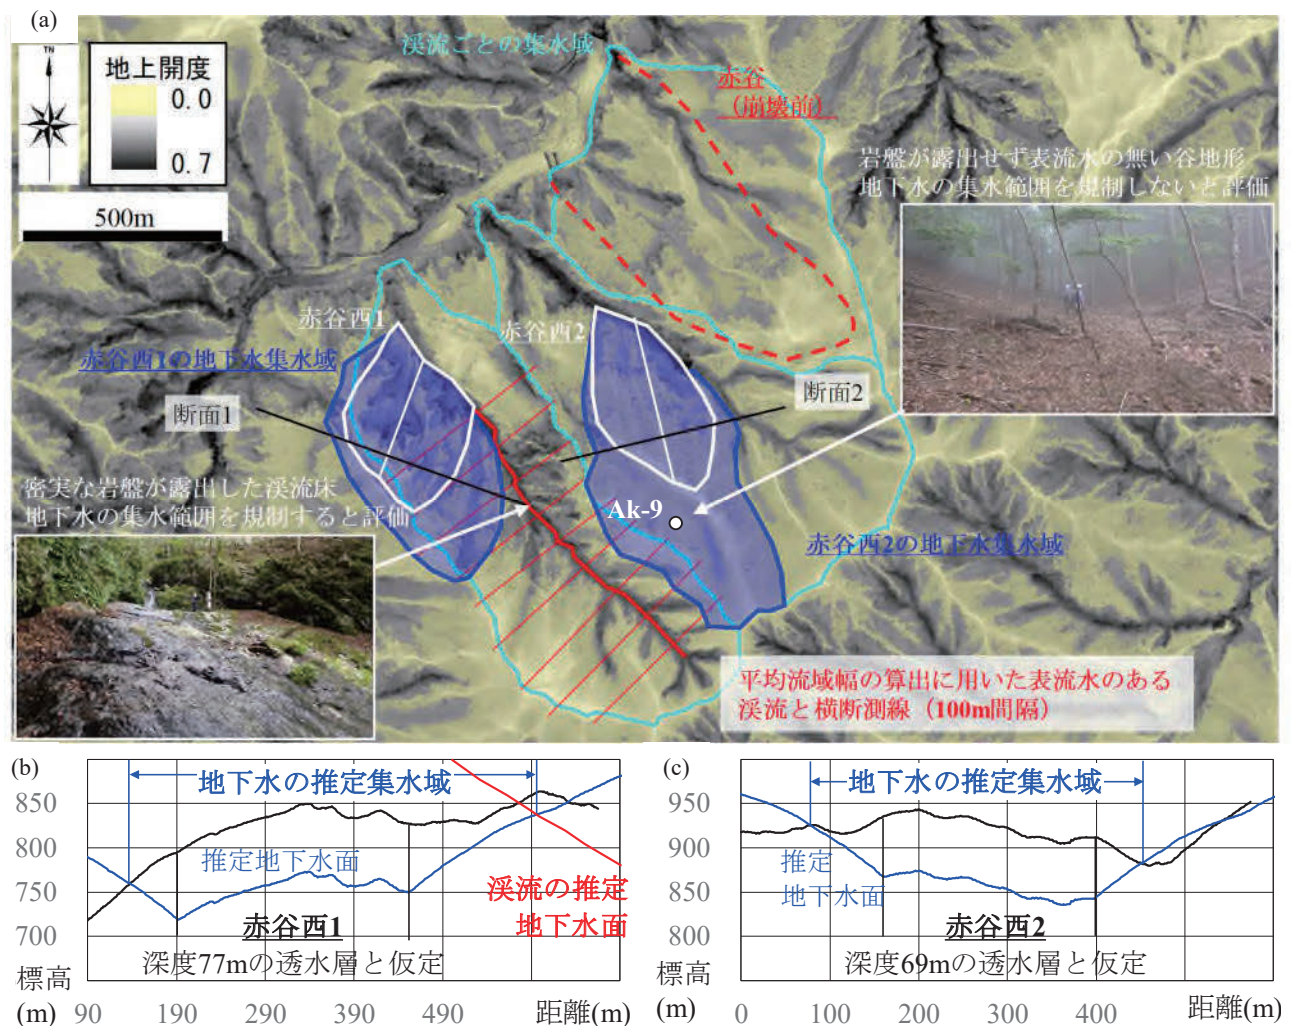 (a)
TN
地上開度
0.0
0.7
500m
渓流ごとの集水域
赤谷
（崩壊前）
岩盤が露出せず表流水の無い谷地形
地下水の集水範囲を規制しないと評価
赤谷西1
赤谷西2
赤谷西1の地下水集水域
断面1
断面2
密実な岩盤が露出した渓流床
地下水の集水範囲を規制すると評価
Ak-9
赤谷西2の地下水集水域
平均流域幅の算出に用いた表流水のある
渓流と横断測線（100m間隔）
(b)
地下水の推定集水域
850
800
750
700
標高
(m)
推定地下水面
渓流の推定
地下水面
赤谷西1
深度77mの透水層と仮定
90 190 290 390 490 距離(m)
(c)
地下水の推定集水域
950
900
850
800
標高
(m)
推定
地下水面
赤谷西2
深度69mの透水層と仮定
0 100 200 300 400 距離(m)